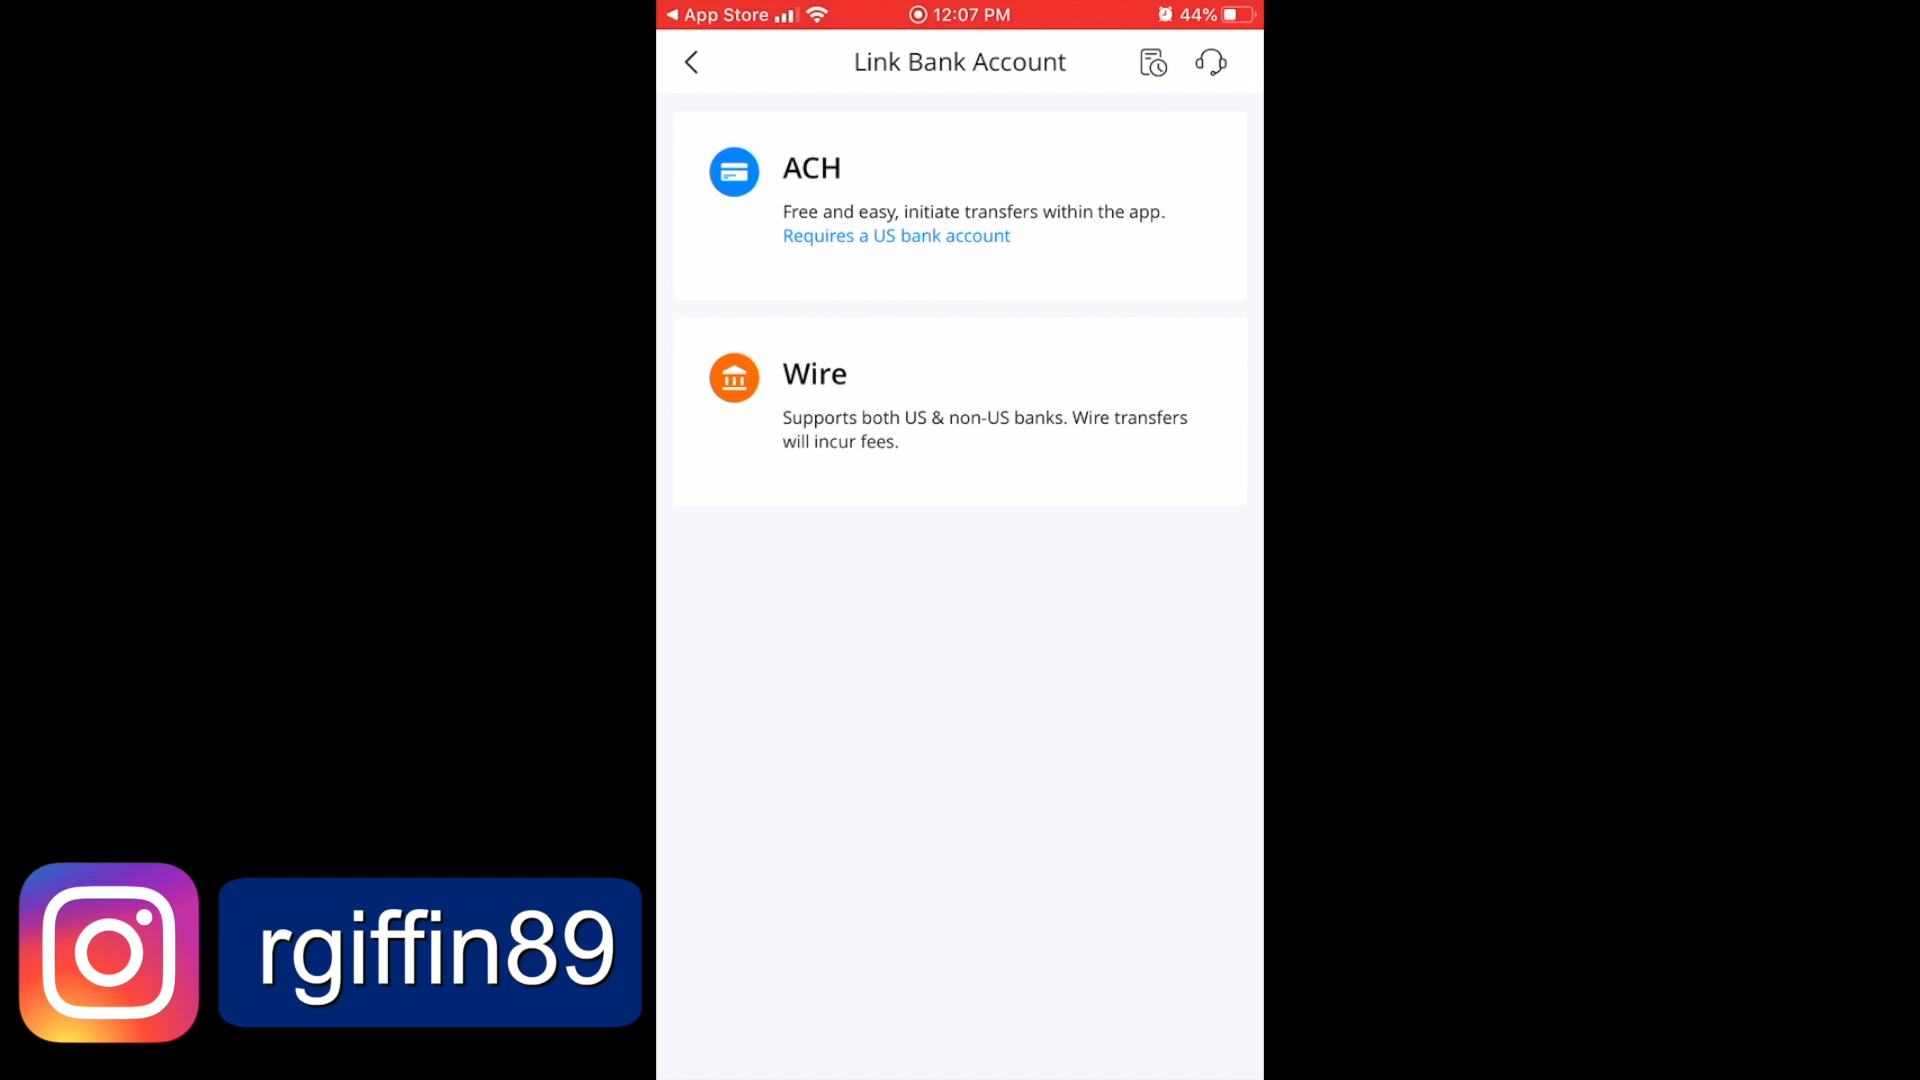 App Store
12:07 PM
44%
Link Bank Account
ACH
Free and easy, initiate transfers within the app.
Requires a US bank account
Wire
Supports both US & non-US banks. Wire transfers
will incur fees.
rgiffin89